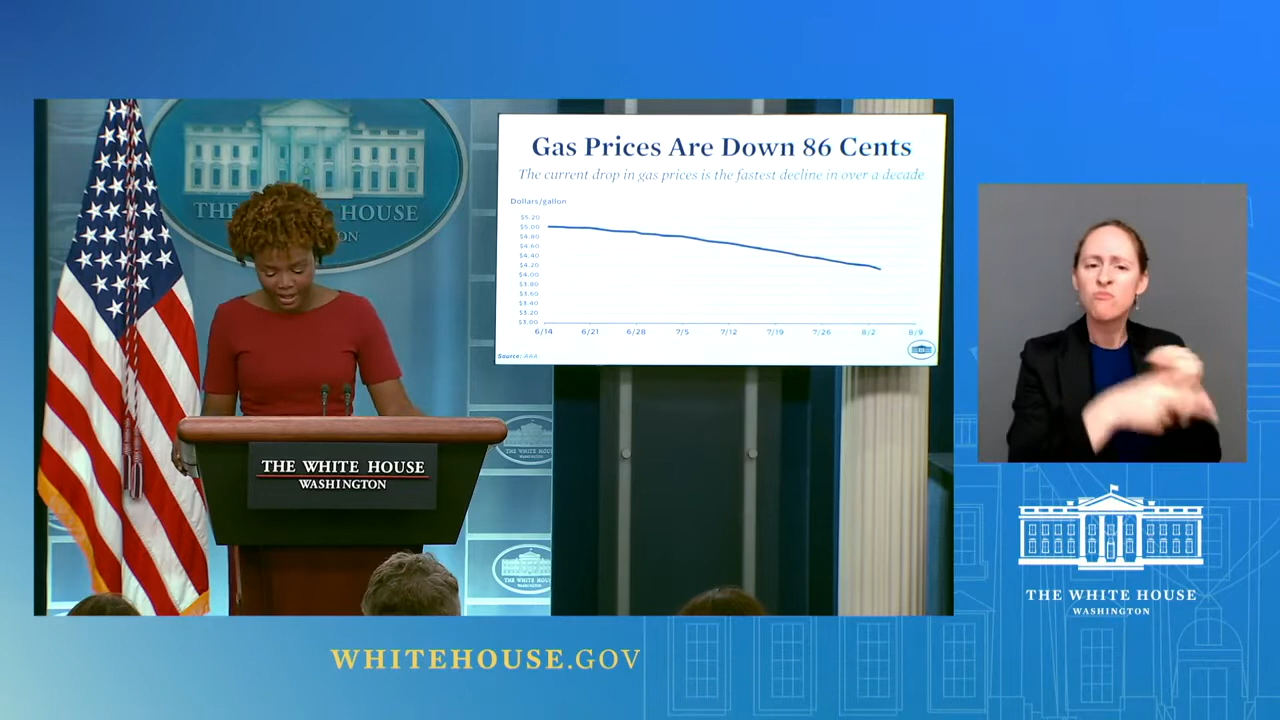 THE HOUSE
ON
Gas Prices Are Down 86 Cents
The current drop in gas prices is the fastest decline in over a decade
Dollars/gallon
$5.20
$5.00
$4.80
$4.60
$4.40
$4.20
$4.00
$3.80
$3.60
$3.40
$3.20
$3.00
6/14 6/21 6/28 7/5 7/12 7/19 7/26 8/2 8/9
Source: AAA
THE WHITE HOUSE
WASHINGTON
THE WHITE HOUSE
WASHINGTON
WHITEHOUSE.GOV